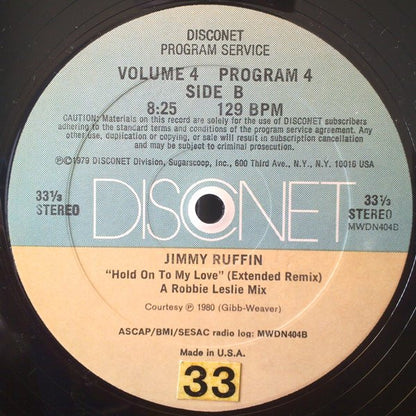 DISCONET
PROGRAM SERVICE
VOLUME 4 PROGRAM 4
SIDE B
8:25 129 BPM
CAUTION: Materials on this record are solely for the use of DISCONET subscribers
adhering to the standard terms and conditions of the program service agreement. Any
other use, duplication or copying, or sale will result in subscription cancellation
and may be subject to criminal prosecution.
Ⓟ©1979 DISCONET Division, Sugarscoop, Inc., 600 Third Ave., N.Y., N.Y. 10016 USA
33⅓ STEREO
DISCONET
33⅓ STEREO
MWDN404B
JIMMY RUFFIN
“Hold On To My Love” (Extended Remix)
A Robbie Leslie Mix
Courtesy Ⓟ 1980 (Gibb-Weaver)
ASCAP/BMI/SESAC radio log: MWDN404B
Made in U.S.A.
33